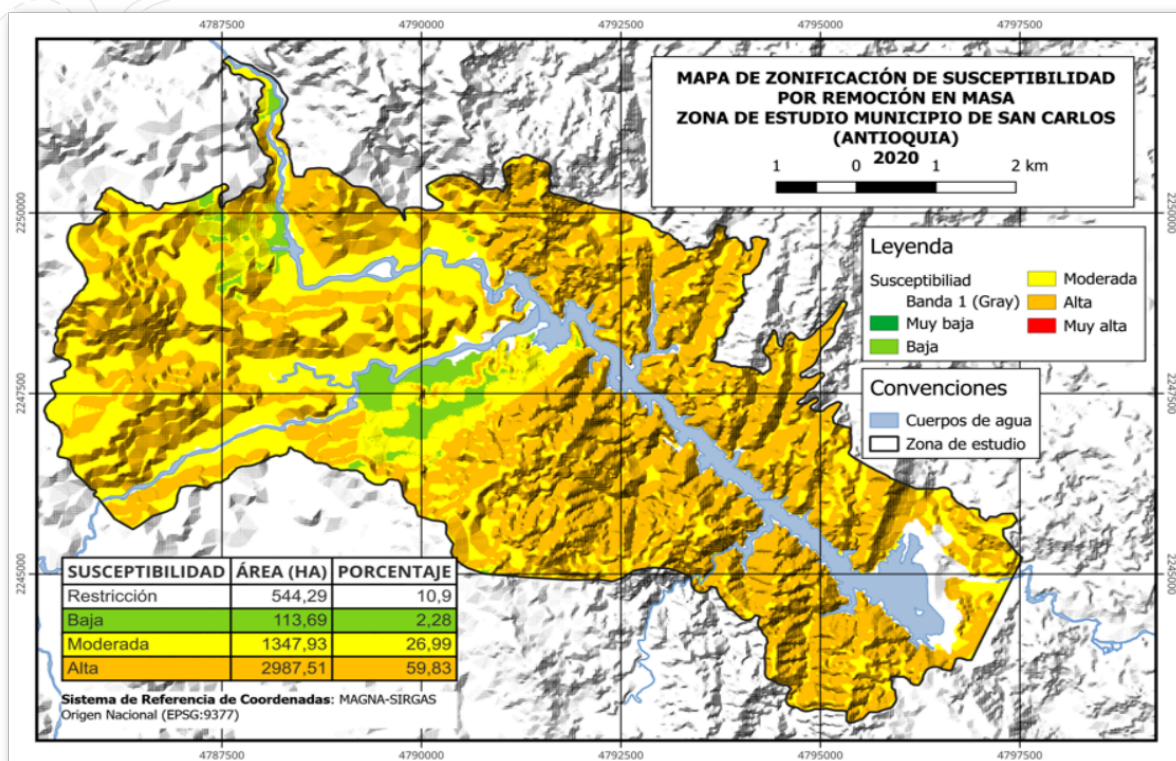 4787500 4790000 4792500 4795000 4797500
MAPA DE ZONIFICACIÓN DE SUSCEPTIBILIDAD
POR REMOCIÓN EN MASA
ZONA DE ESTUDIO MUNICIPIO DE SAN CARLOS
(ANTIOQUIA)
2020
1 0 1 2 km
2250000 2250000
Leyenda
Susceptibiliad
Banda 1 (Gray)
Muy baja
Baja
Moderada
Alta
Muy alta
2247500 2247500
Convenciones
Cuerpos de agua
Zona de estudio
2245000 2245000
SUSCEPTIBILIDAD ÁREA (HA) PORCENTAJE
Restricción 544,29 10,9
Baja 113,69 2,28
Moderada 1347,93 26,99
Alta 2987,51 59,83
Sistema de Referencia de Coordenadas: MAGNA-SIRGAS
Origen Nacional (EPSG:9377)
4787500 4790000 4792500 4795000 4797500